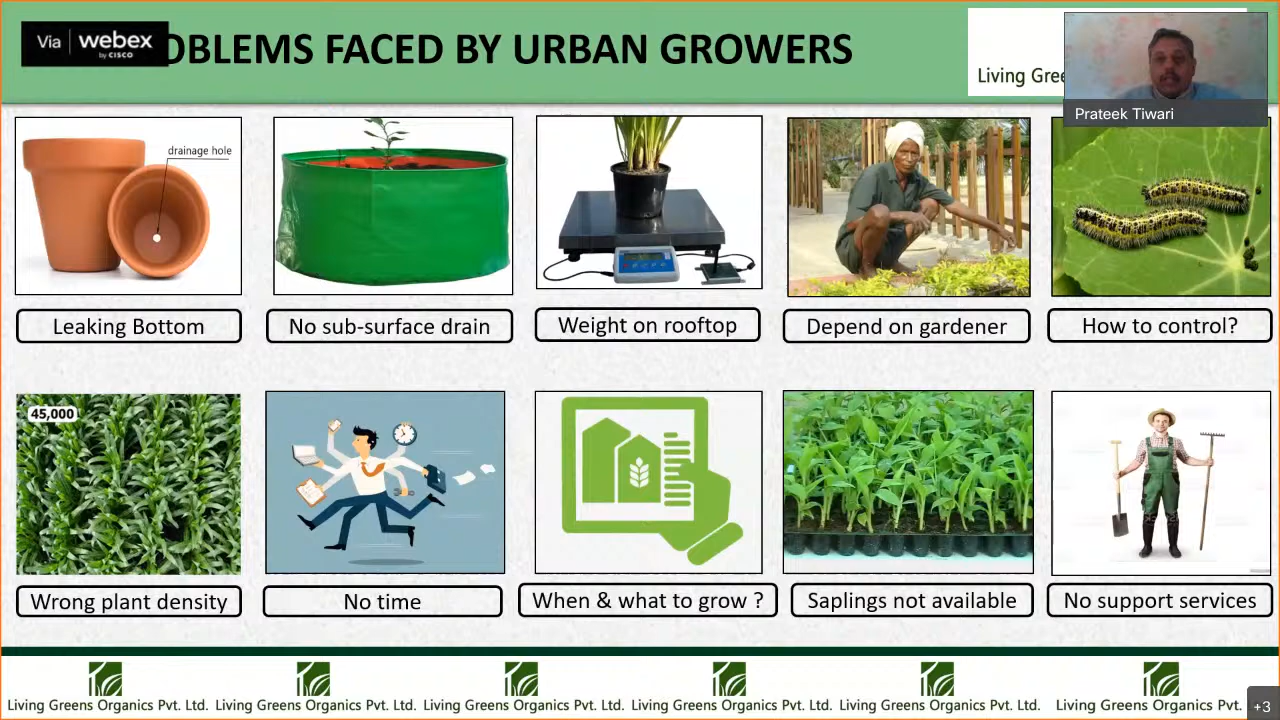 Via webex
by CISCO
OBLEMS FACED BY URBAN GROWERS
Living Gree
Prateek Tiwari
drainage hole
Leaking Bottom
No sub-surface drain
Weight on rooftop
Depend on gardener
How to control?
45,000
Wrong plant density
No time
When & what to grow ?
Saplings not available
No support services
Living Greens Organics Pvt. Ltd.
Living Greens Organics Pvt. Ltd.
Living Greens Organics Pvt. Ltd.
Living Greens Organics Pvt. Ltd.
Living Greens Organics Pvt. Ltd.
Living Greens Organics Pvt.
+3